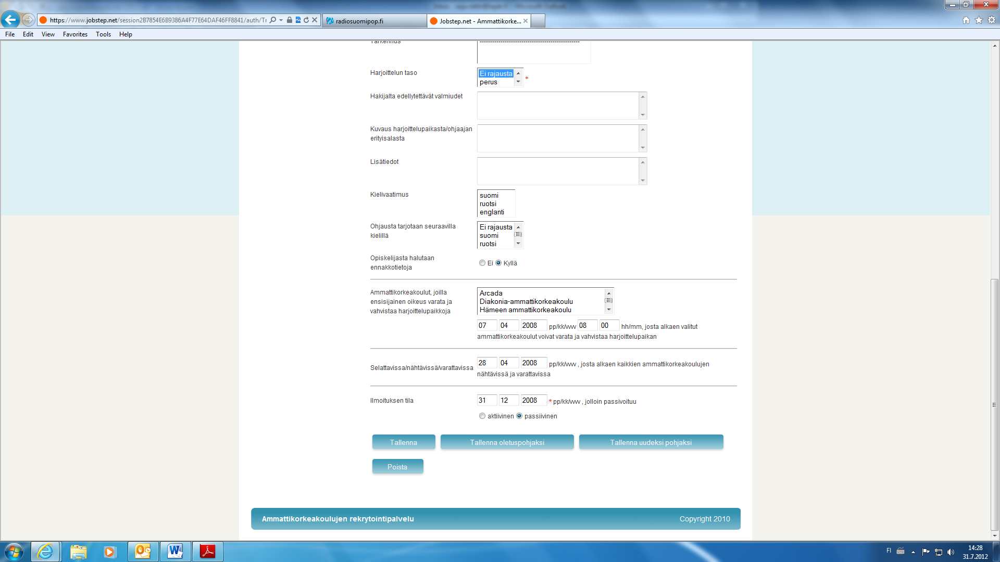 https://www.jobstep.net/session2B7854E6B9386A4F77E64DAF46FF8841/auth/Tr
radiosuomipop.fi
Jobstep.net - Ammattikorke...
File Edit View Favorites Tools Help
Tarkennus
------------------------------------------------
Harjoittelun taso
Ei rajausta
perus
*
Hakijalta edellytettävät valmiudet
Kuvaus harjoittelupaikasta/ohjaajan
erityisalasta
Lisätiedot
Kielivaatimus
suomi
ruotsi
englanti
Ohjausta tarjotaan seuraavilla
kielillä
Ei rajausta
suomi
ruotsi
Opiskelijasta halutaan
ennakkotietoja
Ei Kyllä
Ammattikorkeakoulut, joilla
ensisijainen oikeus varata ja
vahvistaa harjoittelupaikkoja
Arcada
Diakonia-ammattikorkeakoulu
Hämeen ammattikorkeakoulu
07 04 2008 pp/kk/vvvv 08 00 hh/mm, josta alkaen valitut
ammattikorkeakoulut voivat varata ja vahvistaa harjoittelupaikan
Selattavissa/nähtävissä/varattavissa
28 04 2008 pp/kk/vvvv , josta alkaen kaikkien ammattikorkeakoulujen
nähtävissä ja varattavissa
Ilmoituksen tila
31 12 2008 * pp/kk/vvvv , jolloin passivoituu
aktiivinen passiivinen
Tallenna Tallenna oletuspohjaksi Tallenna uudeksi pohjaksi
Poista
Ammattikorkeakoulujen rekrytointipalvelu Copyright 2010
FI
14:28
31.7.2012